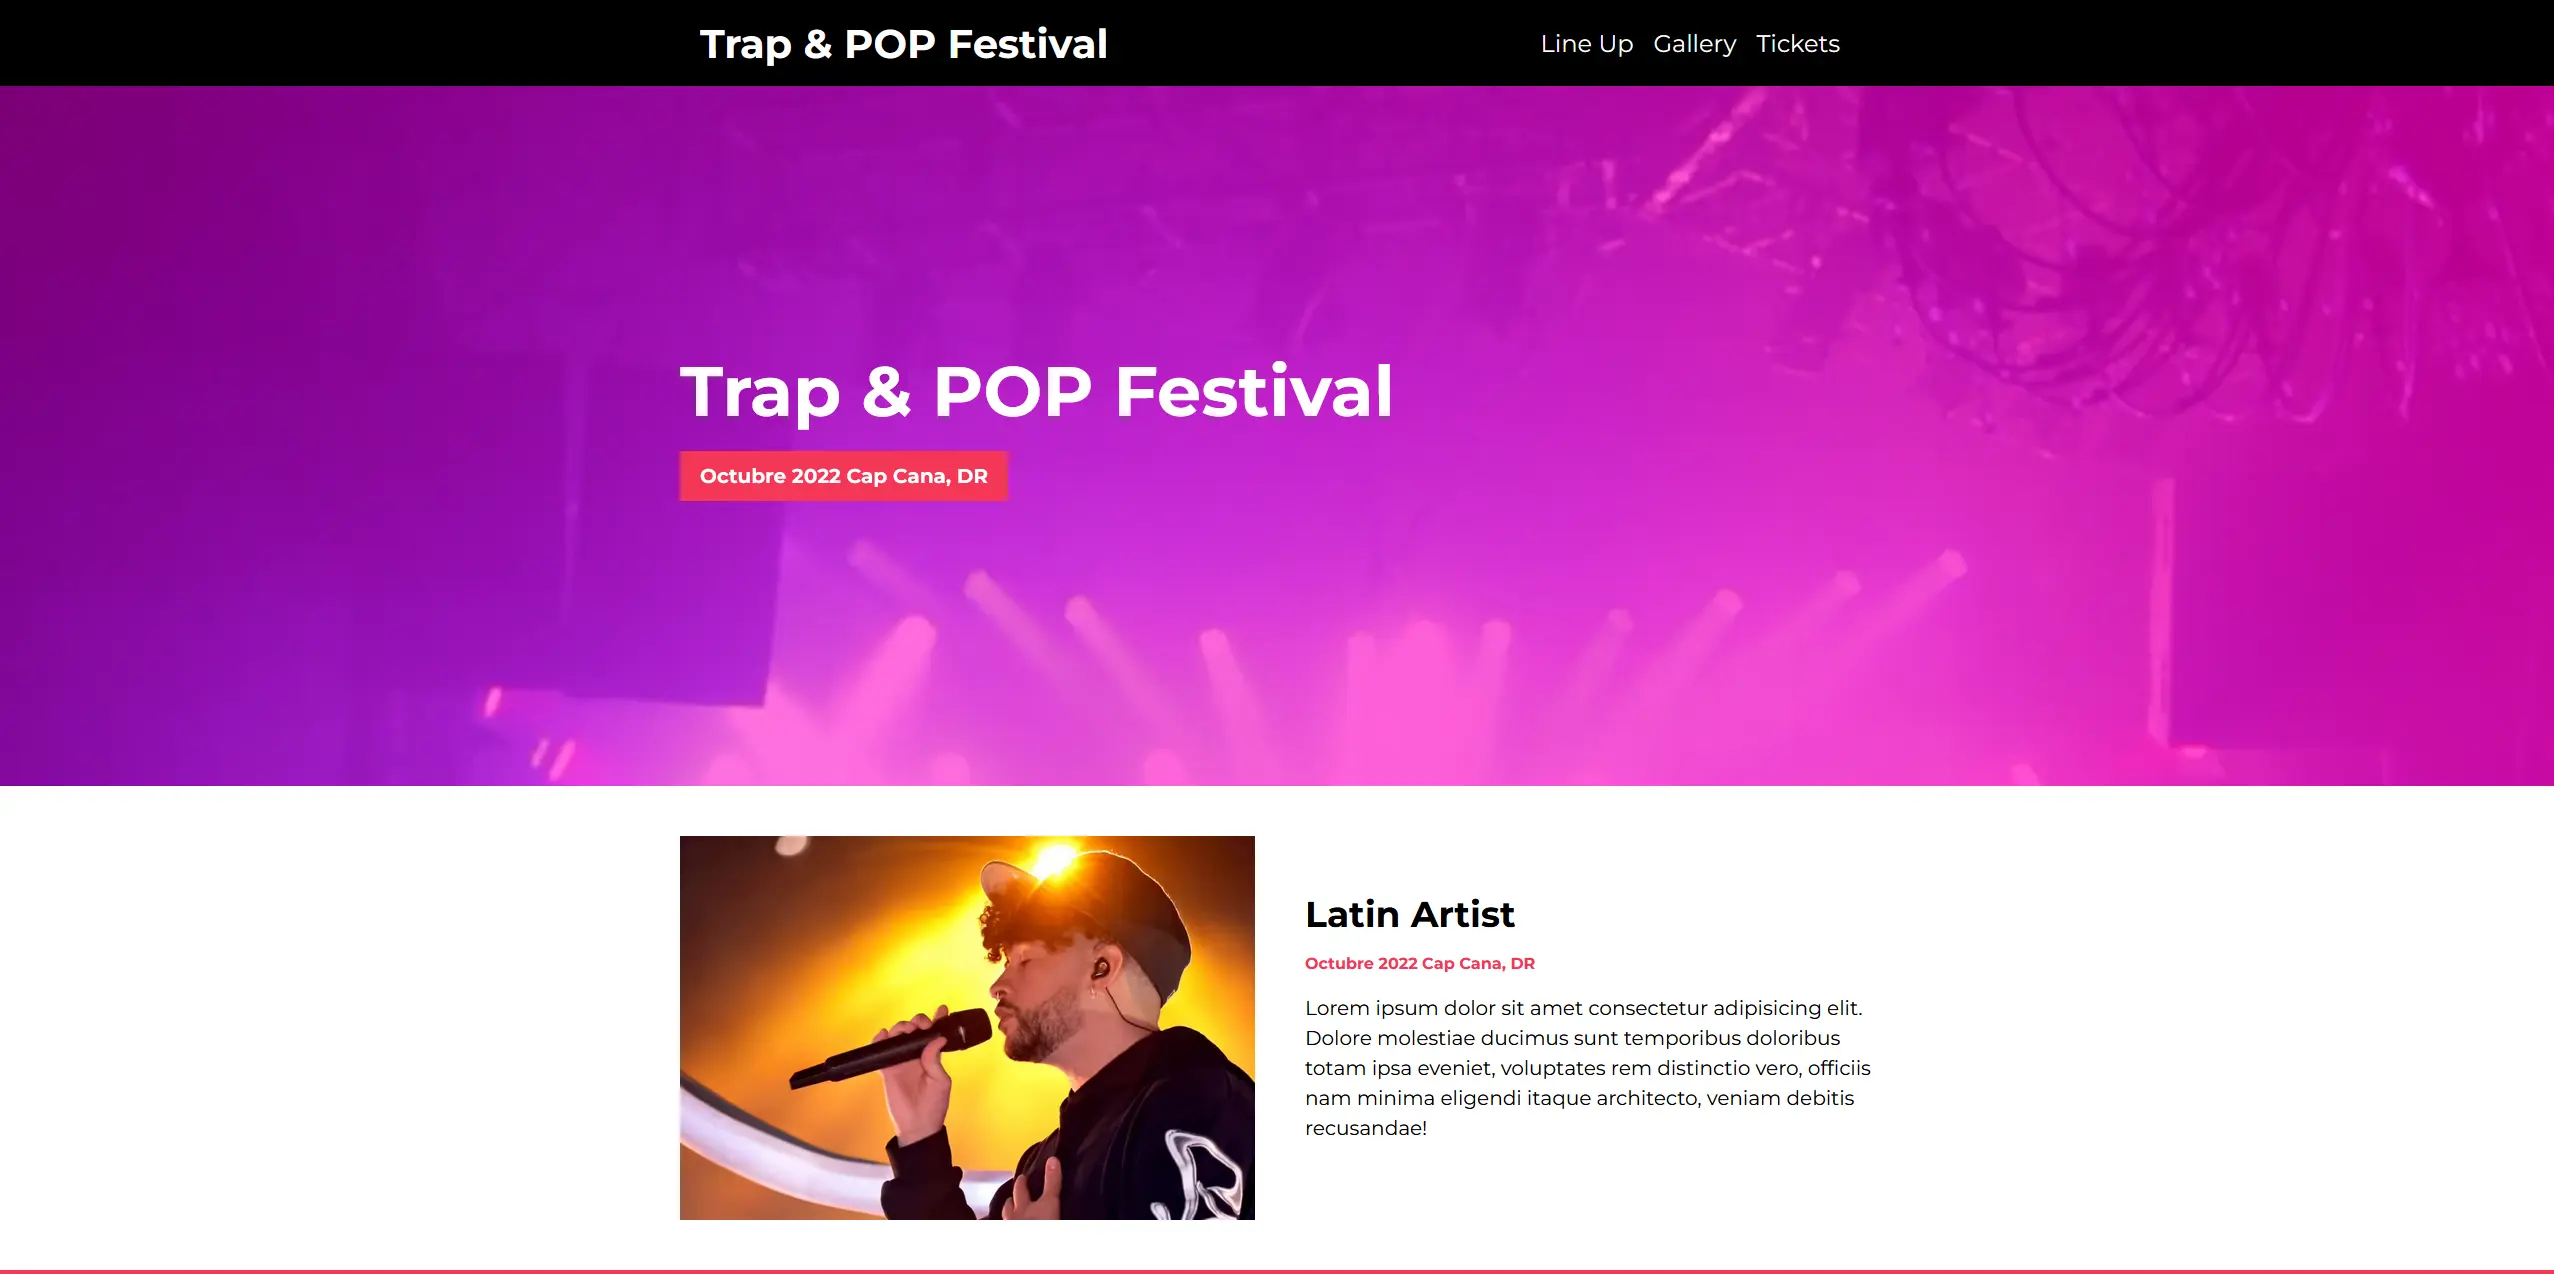 Trap & POP Festival
Line Up Gallery Tickets
Trap & POP Festival
Octubre 2022 Cap Cana, DR
Latin Artist
Octubre 2022 Cap Cana, DR
Lorem ipsum dolor sit amet consectetur adipisicing elit.
Dolore molestiae ducimus sunt temporibus doloribus
totam ipsa eveniet, voluptates rem distinctio vero, officiis
nam minima eligendi itaque architecto, veniam debitis
recusandae!